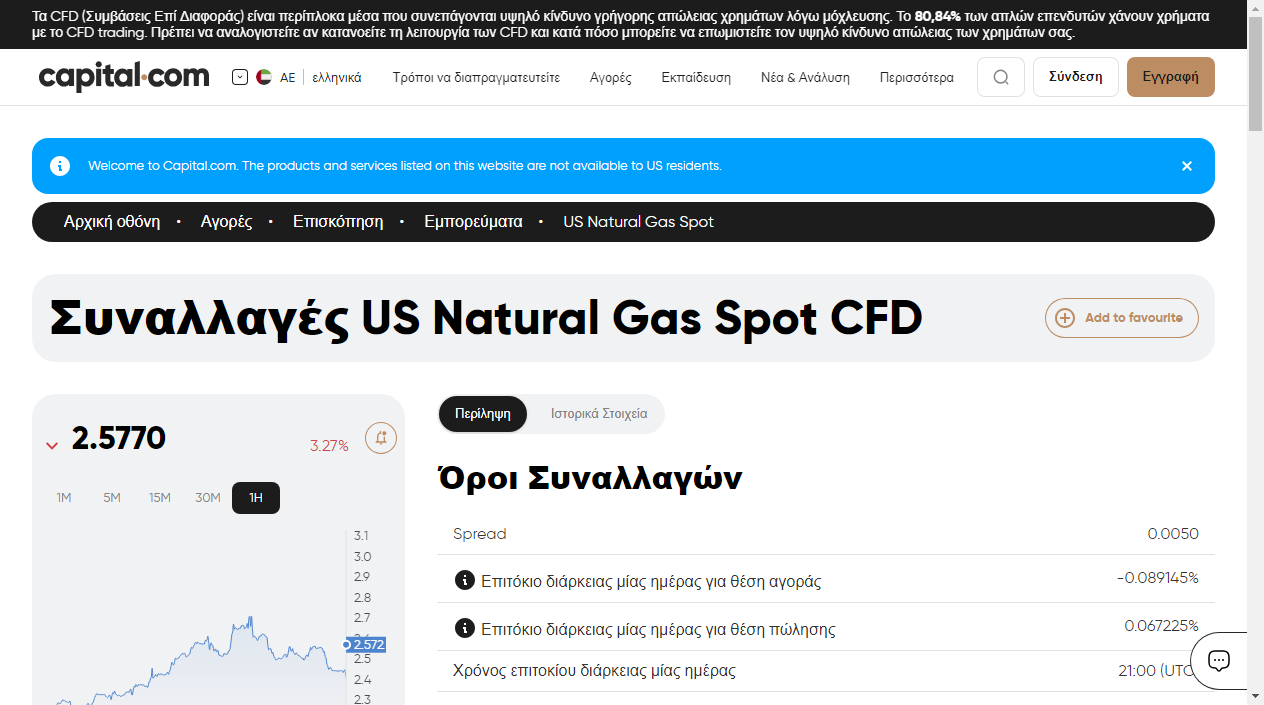 Τα CFD (Συμβάσεις Επί Διαφοράς) είναι περίπλοκα μέσα που συνεπάγονται υψηλό κίνδυνο γρήγορης απώλειας χρημάτων λόγω μόχλευσης. Το 80,84% των απλών επενδυτών χάνουν χρήματα
με το CFD trading. Πρέπει να αναλογιστείτε αν κατανοείτε τη λειτουργία των CFD και κατά πόσο μπορείτε να επωμιστείτε τον υψηλό κίνδυνο απώλειας των χρημάτων σας.
capital.com AE ελληνικά Τρόποι να διαπραγματευτείτε Αγορές Εκπαίδευση Νέα & Ανάλυση Περισσότερα Σύνδεση Εγγραφή
Welcome to Capital.com. The products and services listed on this website are not available to US residents.
Αρχική οθόνη • Αγορές • Επισκόπηση • Εμπορεύματα • US Natural Gas Spot
Συναλλαγές US Natural Gas Spot CFD
Add to favourite
2.5770 3.27%
1M 5M 15M 30M 1H
3.1
3.0
2.9
2.8
2.7
2.572
2.5
2.4
2.3
Περίληψη Ιστορικά Στοιχεία
Όροι Συναλλαγών
Spread 0.0050
Επιτόκιο διάρκειας μίας ημέρας για θέση αγοράς -0.089145%
Επιτόκιο διάρκειας μίας ημέρας για θέση πώλησης 0.067225%
Χρόνος επιτοκίου διάρκειας μίας ημέρας 21:00 (UTC